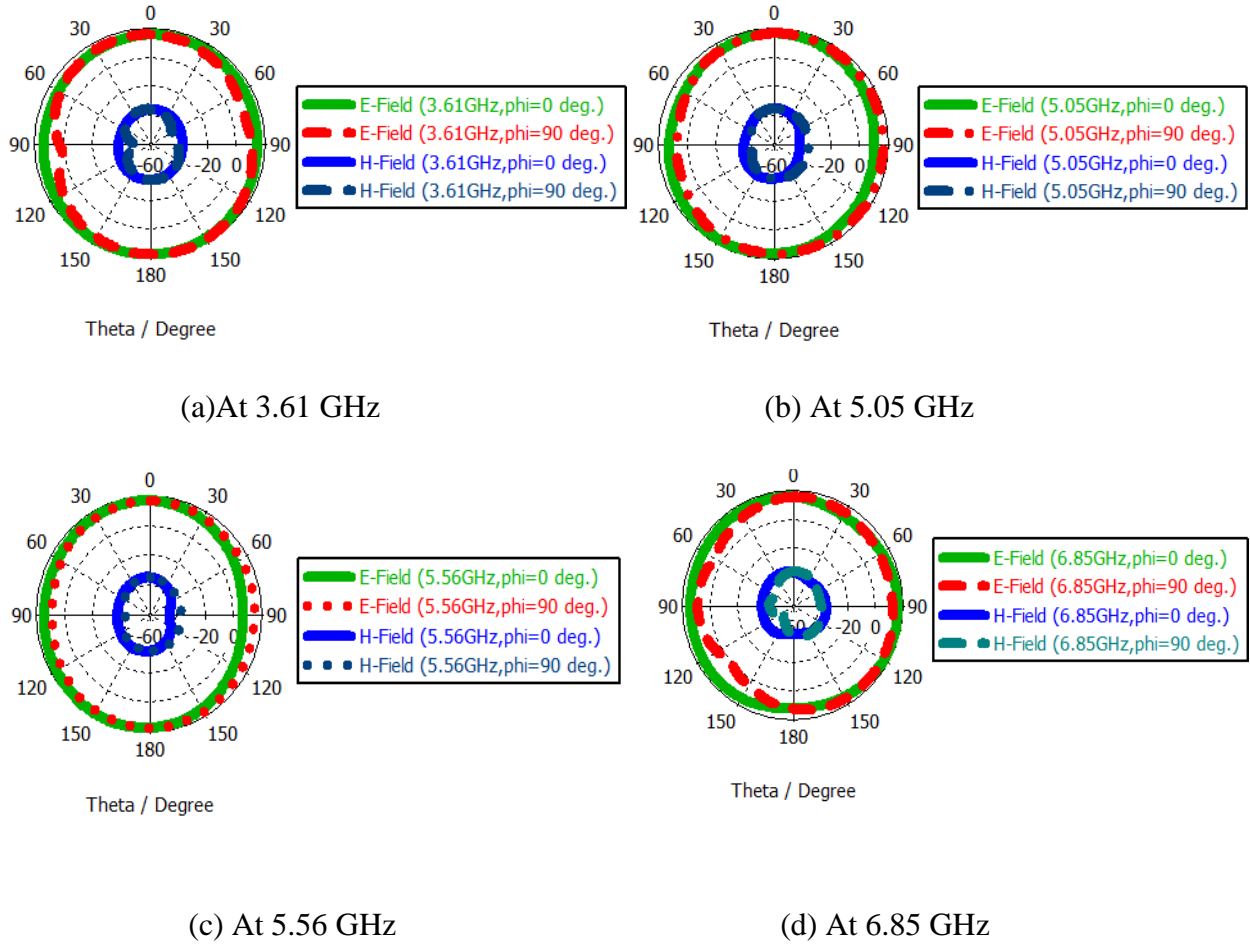 0
30 30
60 60
90 90
-60 -20 0
120 120
150 150
180
Theta / Degree
E-Field (3.61GHz,phi=0 deg.)
E-Field (3.61GHz,phi=90 deg.)
H-Field (3.61GHz,phi=0 deg.)
H-Field (3.61GHz,phi=90 deg.)
(a)At 3.61 GHz
0
30 30
60 60
90 90
-60 -20 0
120 120
150 150
180
Theta / Degree
E-Field (5.05GHz,phi=0 deg.)
E-Field (5.05GHz,phi=90 deg.)
H-Field (5.05GHz,phi=0 deg.)
H-Field (5.05GHz,phi=90 deg.)
(b) At 5.05 GHz
0
30 30
60 60
90 90
-60 -20 0
120 120
150 150
180
Theta / Degree
E-Field (5.56GHz,phi=0 deg.)
E-Field (5.56GHz,phi=90 deg.)
H-Field (5.56GHz,phi=0 deg.)
H-Field (5.56GHz,phi=90 deg.)
(c) At 5.56 GHz
0
30 30
60 60
90 90
-60 -20 0
120 120
150 150
180
Theta / Degree
E-Field (6.85GHz,phi=0 deg.)
E-Field (6.85GHz,phi=90 deg.)
H-Field (6.85GHz,phi=0 deg.)
H-Field (6.85GHz,phi=90 deg.)
(d) At 6.85 GHz